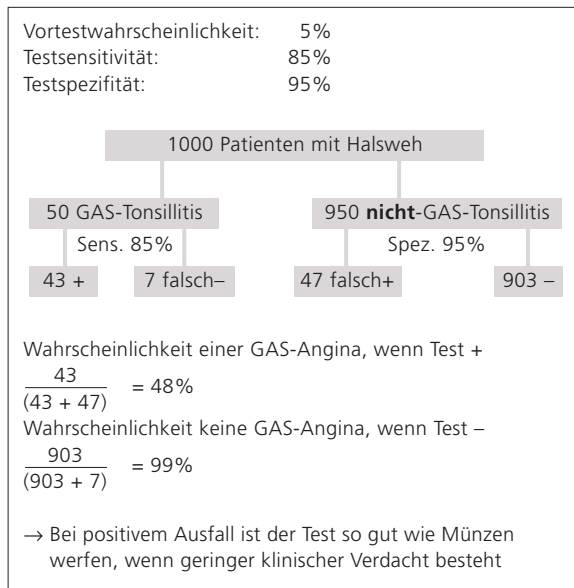 Vortestwahrscheinlichkeit: 5%
Testsensitivität: 85%
Testspezifität: 95%
1000 Patienten mit Halsweh
50 GAS-Tonsillitis 950 nicht-GAS-Tonsillitis
Sens. 85% Spez. 95%
43 + 7 falsch– 47 falsch+ 903 –
Wahrscheinlichkeit einer GAS-Angina, wenn Test +
43
(43 + 47) = 48%
Wahrscheinlichkeit keine GAS-Angina, wenn Test –
903
(903 + 7) = 99%
→ Bei positivem Ausfall ist der Test so gut wie Münzen
werfen, wenn geringer klinischer Verdacht besteht